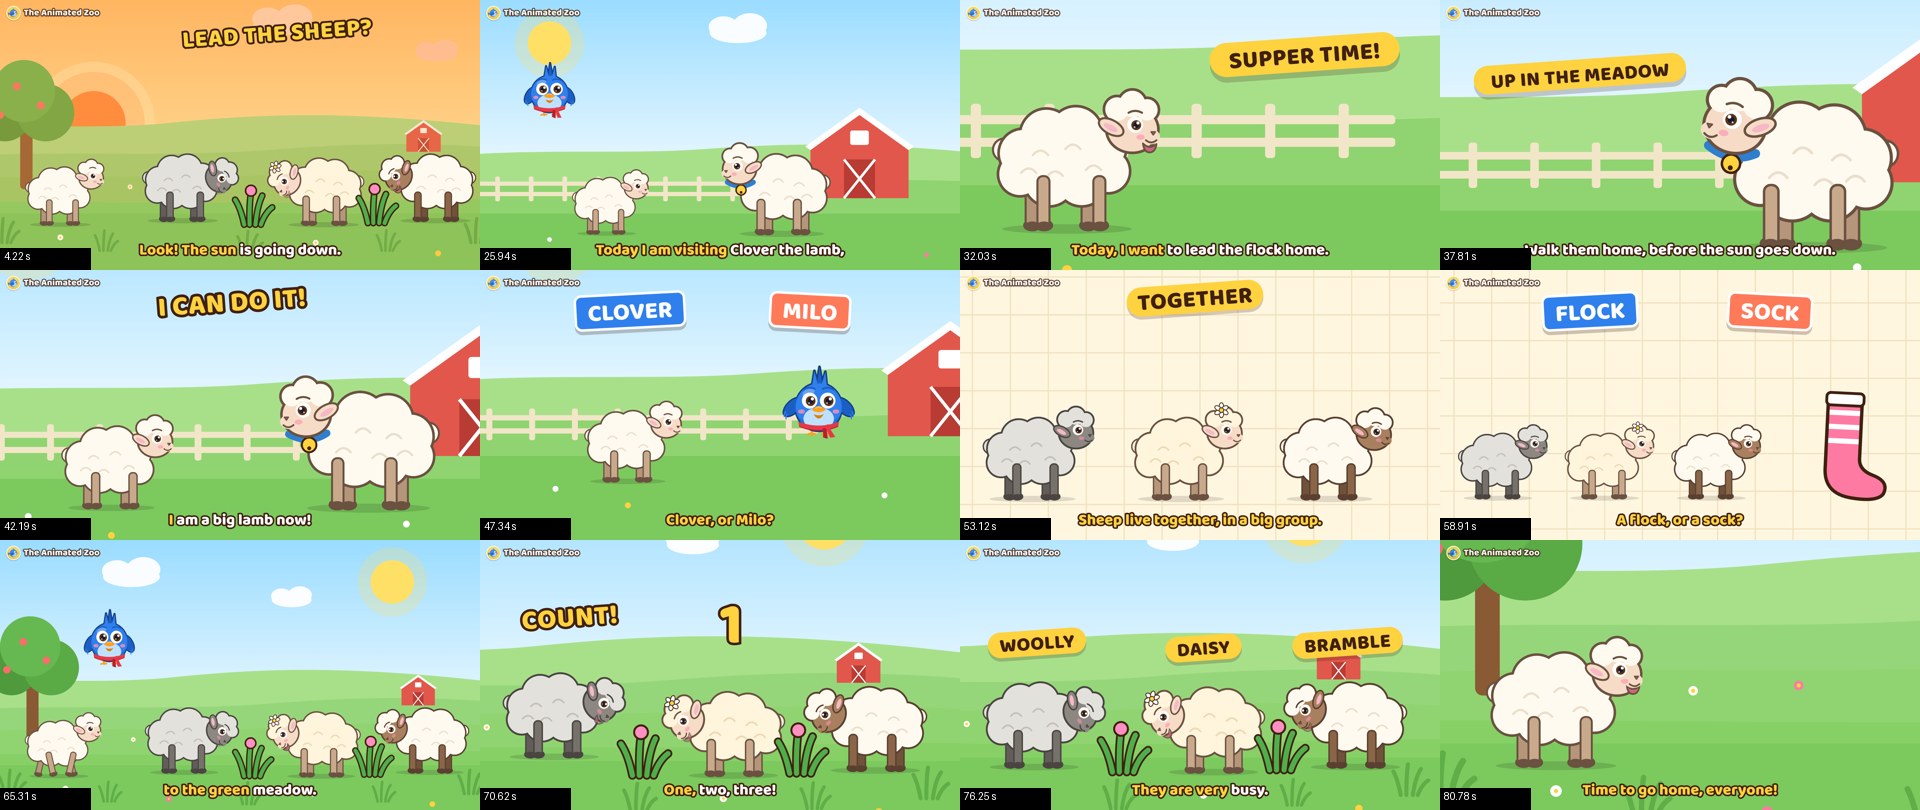 The Animated Zoo
LEAD THE SHEEP?
Look! The sun is going down.
4.22 s
The Animated Zoo
Today I am visiting Clover the lamb,
25.94 s
The Animated Zoo
SUPPER TIME!
Today, I want to lead the flock home.
32.03 s
The Animated Zoo
UP IN THE MEADOW
Walk them home, before the sun goes down.
37.81 s
The Animated Zoo
I CAN DO IT!
I am a big lamb now!
42.19 s
The Animated Zoo
CLOVER
MILO
Clover, or Milo?
47.34 s
The Animated Zoo
TOGETHER
Sheep live together, in a big group.
53.12 s
The Animated Zoo
FLOCK
SOCK
A flock, or a sock?
58.91 s
The Animated Zoo
to the green meadow.
65.31 s
The Animated Zoo
COUNT!
1
One, two, three!
70.62 s
The Animated Zoo
WOOLLY
DAISY
BRAMBLE
They are very busy.
76.25 s
The Animated Zoo
Time to go home, everyone!
80.78 s